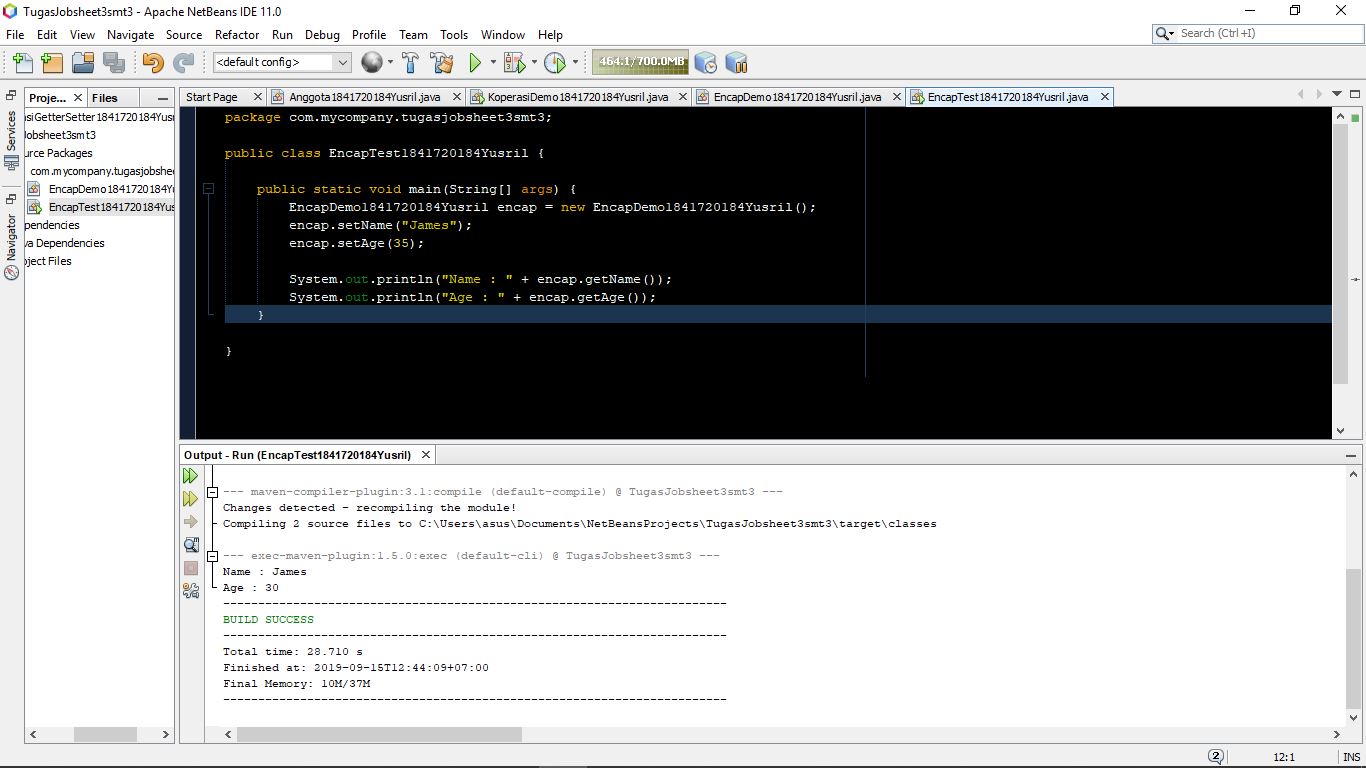 TugasJobsheet3smt3 - Apache NetBeans IDE 11.0
File Edit View Navigate Source Refactor Run Debug Profile Team Tools Window Help
Search (Ctrl+I)
<default config>
464.1/700.0MB
Proje... Files
Start Page Anggota1841720184Yusril.java KoperasiDemo1841720184Yusril.java EncapDemo1841720184Yusril.java EncapTest1841720184Yusril.java
Services
Navigator
asiGetterSetter1841720184Yusr
Jobsheet3smt3
urce Packages
com.mycompany.tugasjobshe
EncapDemo1841720184Yu
EncapTest1841720184Yus
pendencies
va Dependencies
oject Files
package com.mycompany.tugasjobsheet3smt3;
public class EncapTest1841720184Yusril {
public static void main(String[] args) {
EncapDemo1841720184Yusril encap = new EncapDemo1841720184Yusril();
encap.setName("James");
encap.setAge(35);
System.out.println("Name : " + encap.getName());
System.out.println("Age : " + encap.getAge());
}
}
Output - Run (EncapTest1841720184Yusril)
--- maven-compiler-plugin:3.1:compile (default-compile) @ TugasJobsheet3smt3 ---
Changes detected - recompiling the module!
Compiling 2 source files to C:\Users\asus\Documents\NetBeansProjects\TugasJobsheet3smt3\target\classes
--- exec-maven-plugin:1.5.0:exec (default-cli) @ TugasJobsheet3smt3 ---
Name : James
Age : 30
------------------------------------------------------------------------
BUILD SUCCESS
------------------------------------------------------------------------
Total time: 28.710 s
Finished at: 2019-09-15T12:44:09+07:00
Final Memory: 10M/37M
------------------------------------------------------------------------
2 12:1 INS